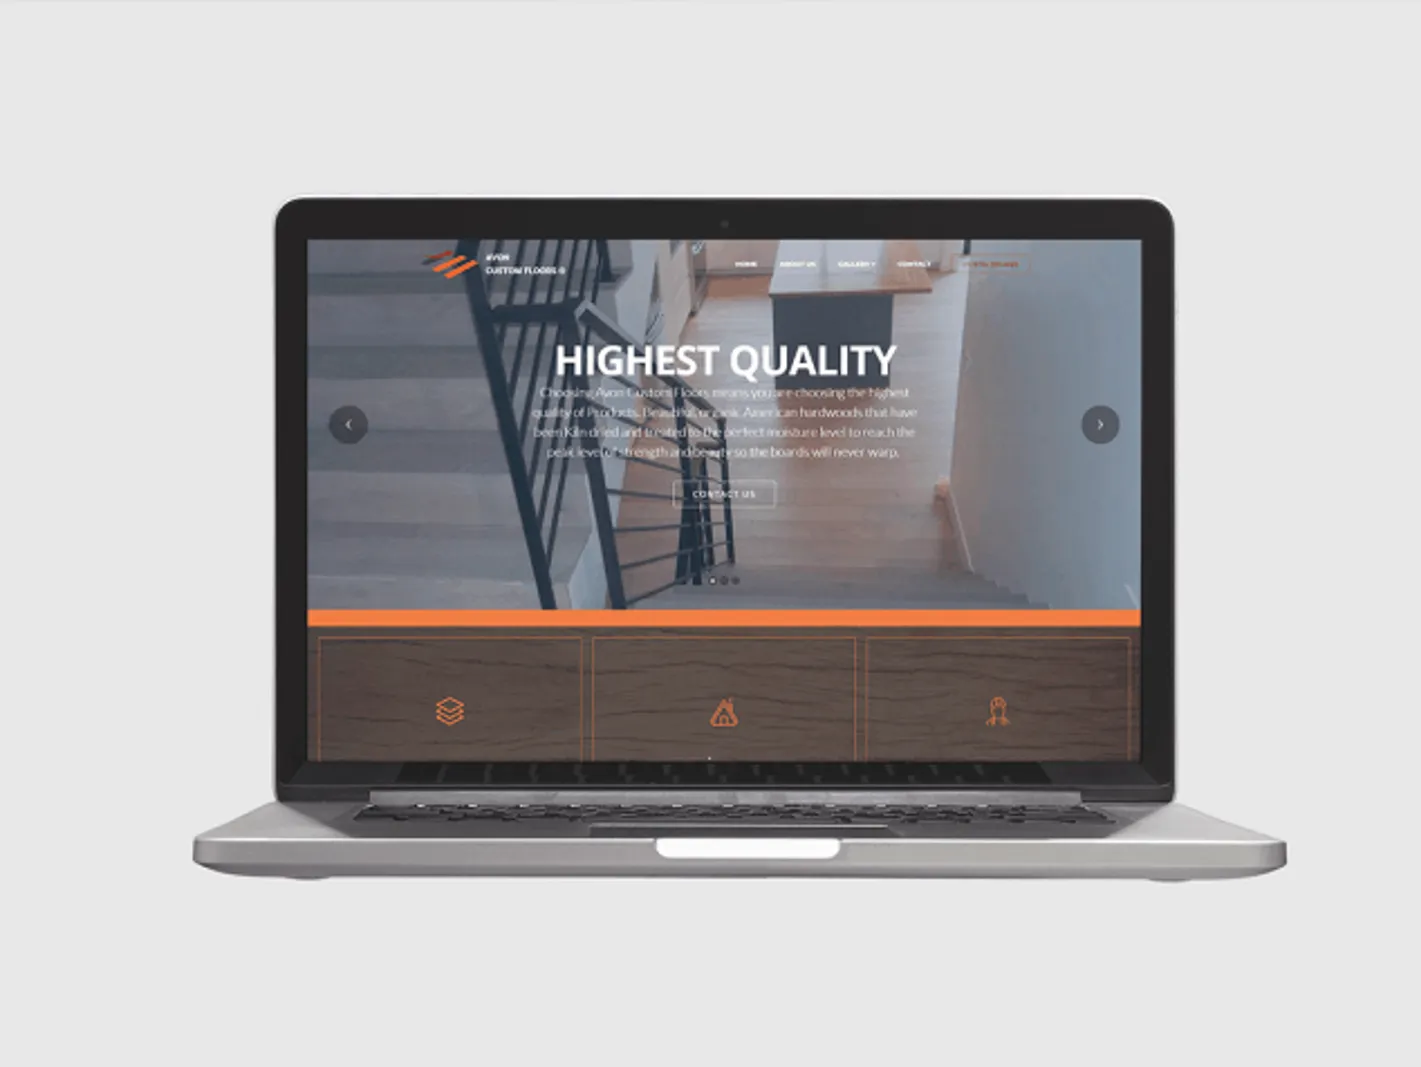 AVON
CUSTOM FLOORS ®
HOME ABOUT US GALLERY CONTACT
HIGHEST QUALITY
Choosing Avon Custom Floors means you are choosing the highest
quality of Products. Beautiful, organic, American hardwoods that have
been Kiln dried and treated to the perfect moisture level to reach the
peak level of strength and beauty so the boards will never warp.
CONTACT US